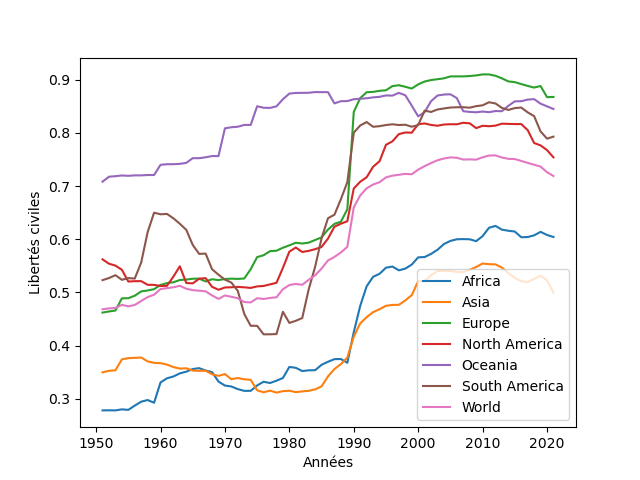 0.9
0.8
0.7
0.6
0.5
0.4
0.3
Libertés civiles
1950 1960 1970 1980 1990 2000 2010 2020
Années
Africa
Asia
Europe
North America
Oceania
South America
World